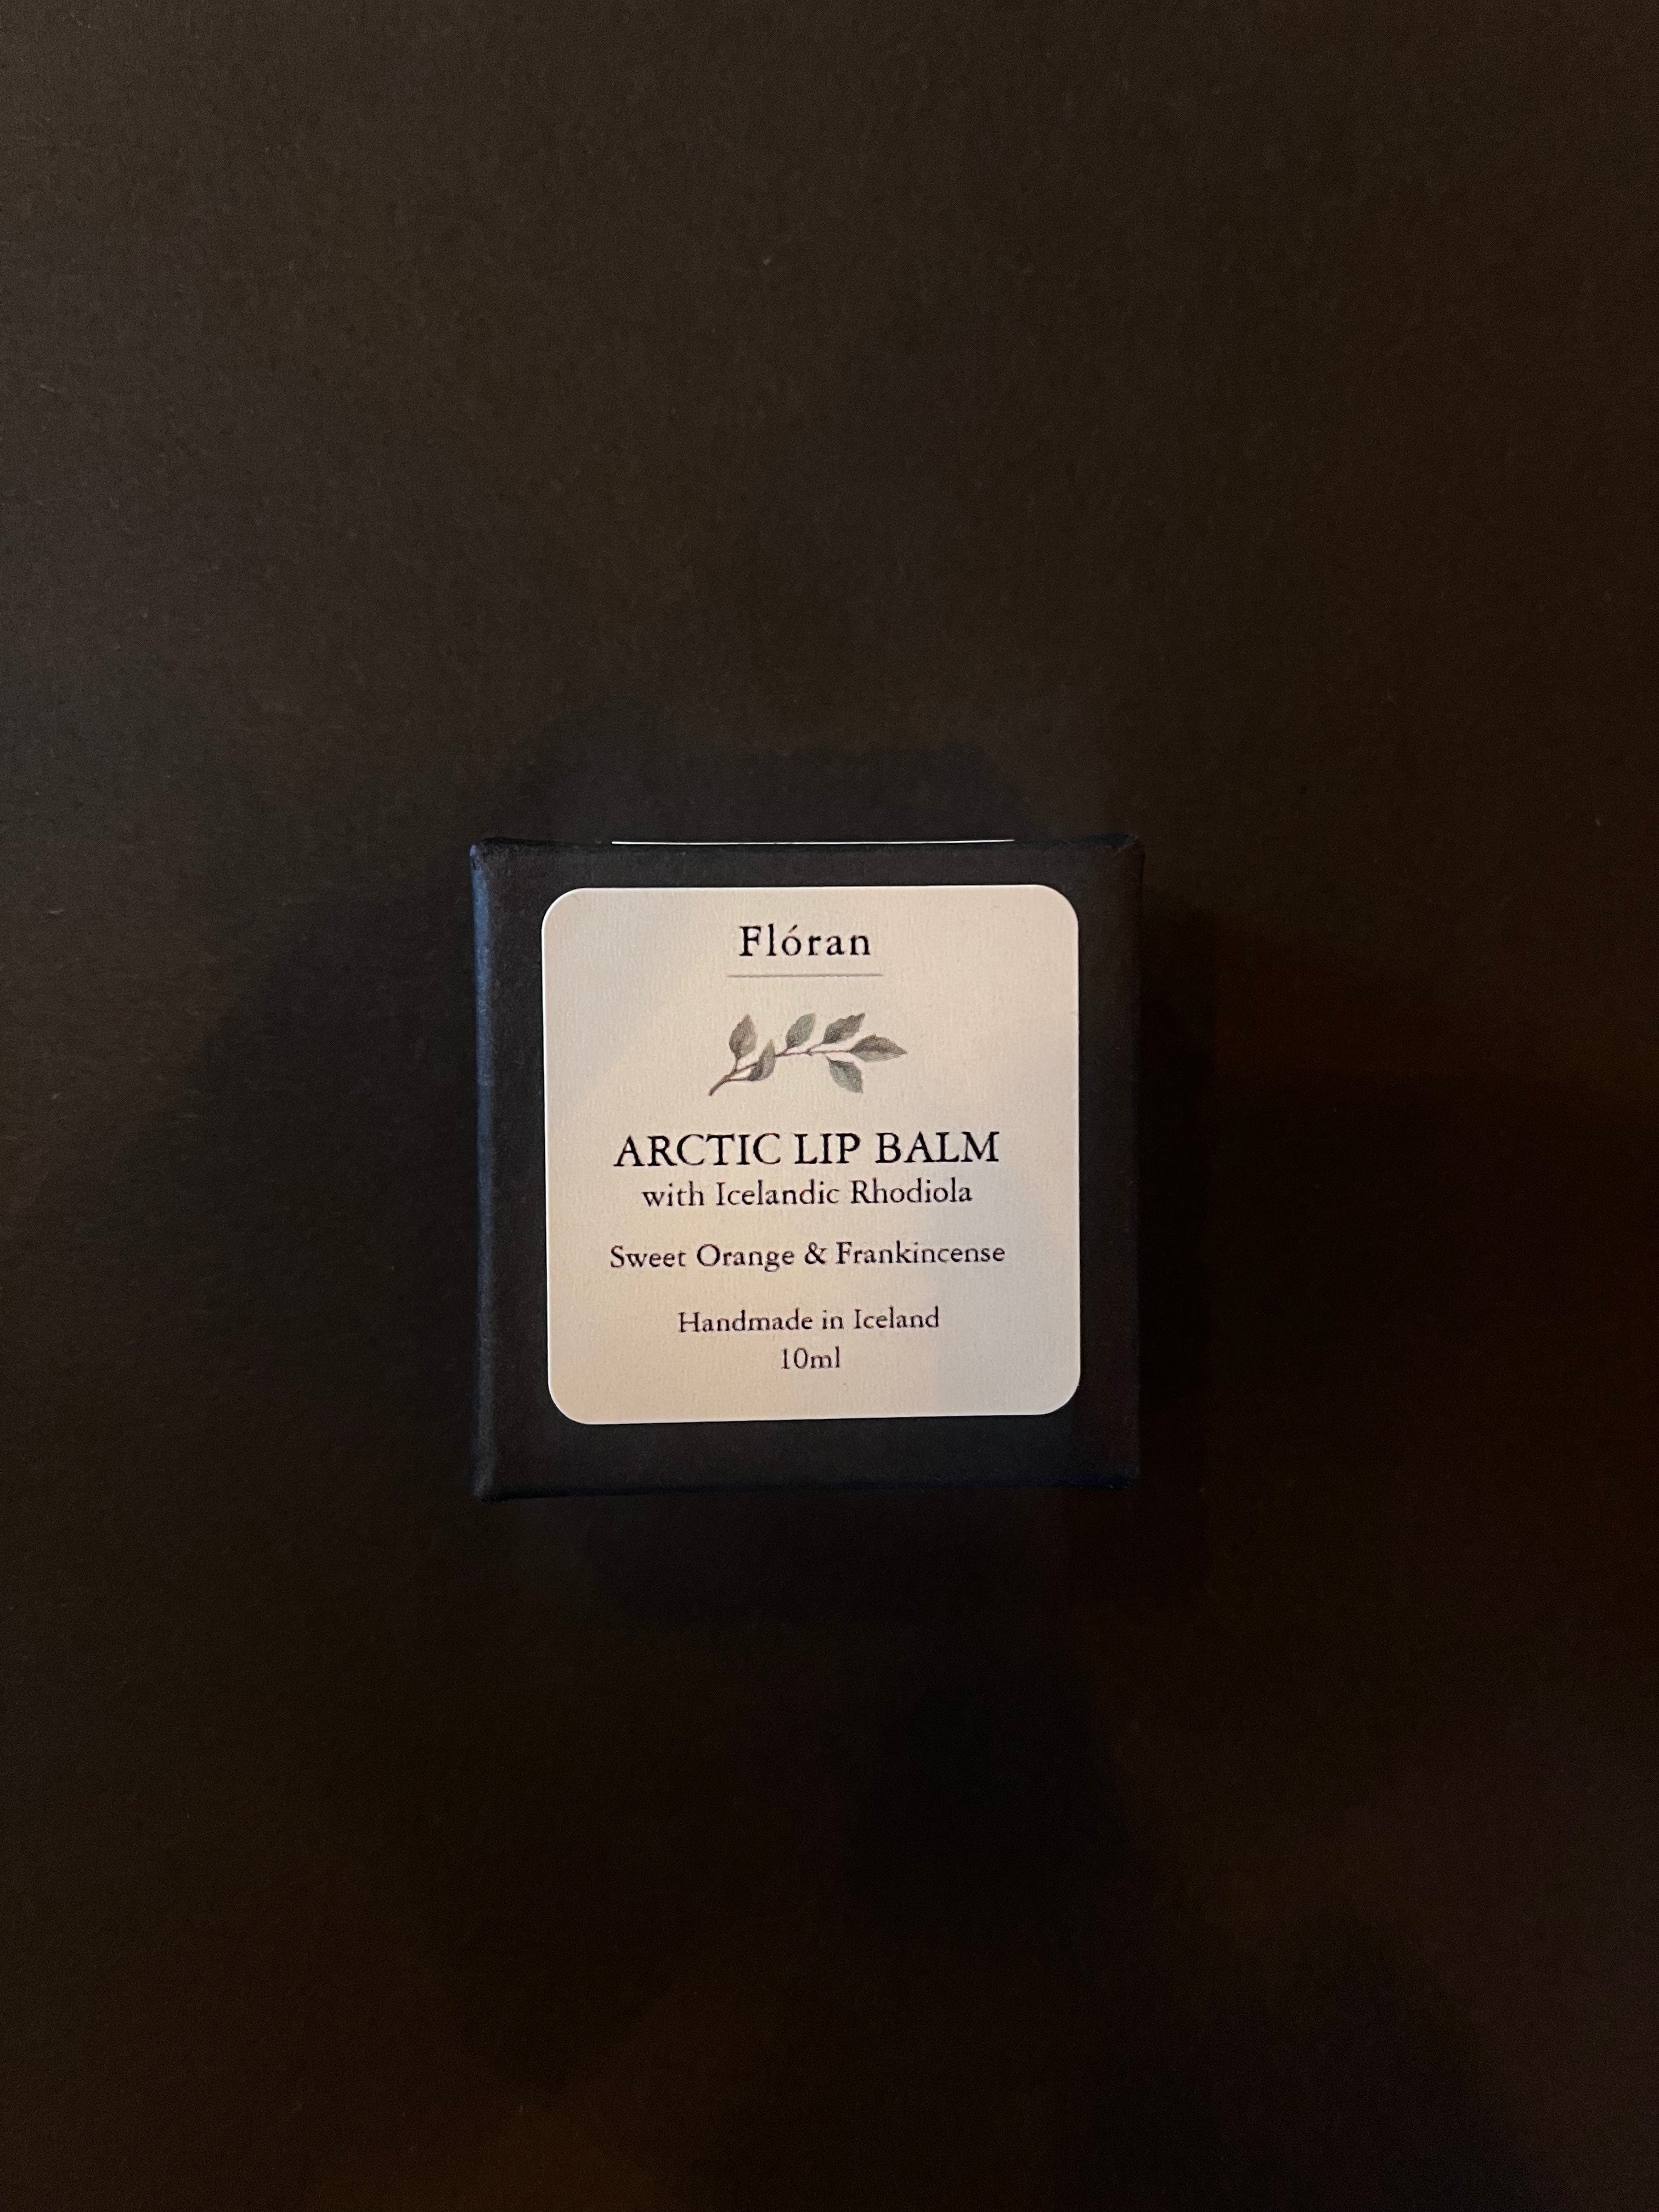 Flóran
ARCTIC LIP BALM
with Icelandic Rhodiola
Sweet Orange & Frankincense
Handmade in Iceland
10ml